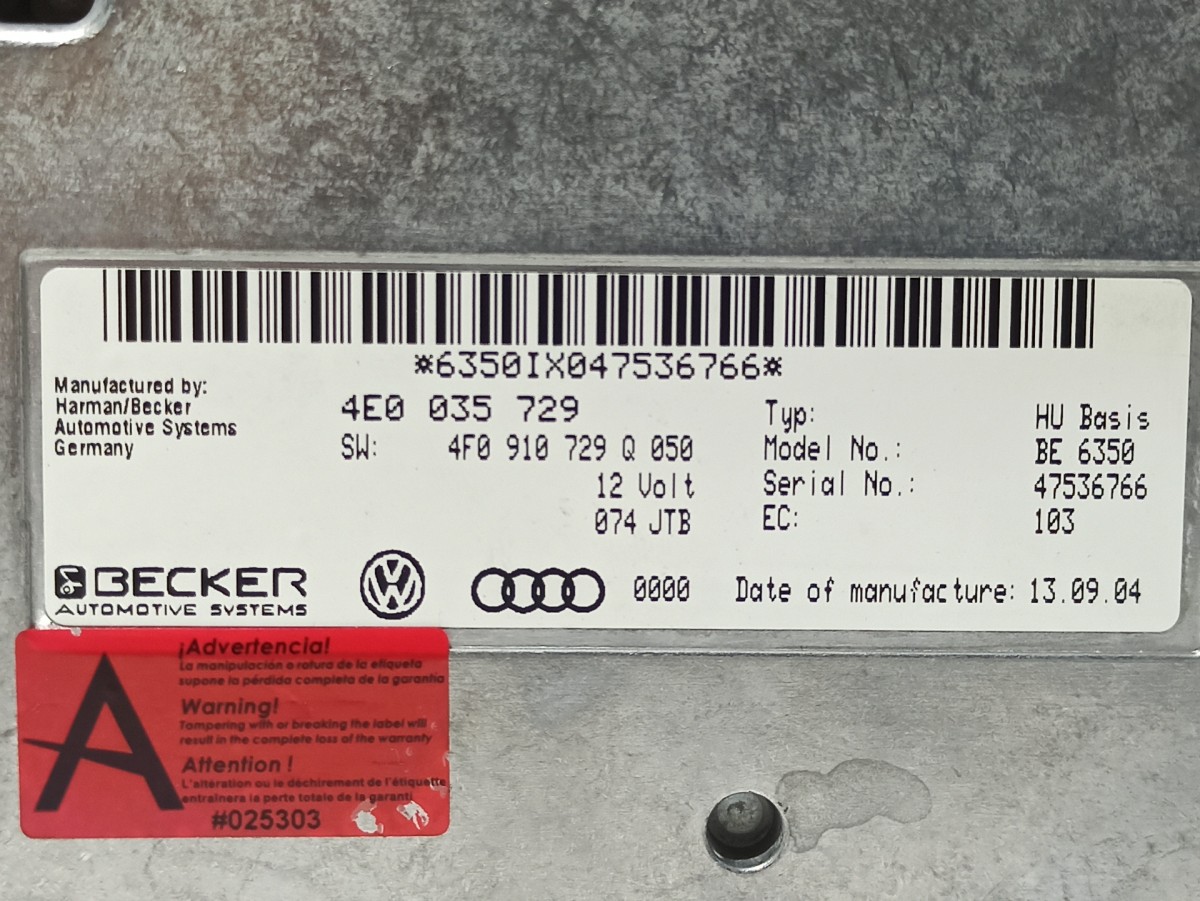 *6350IX047536766*
Manufactured by:
Harman/Becker
Automotive Systems
Germany
4E0 035 729
SW: 4F0 910 729 Q 050
12 Volt
074 JTB
Typ: HU Basis
Model No.: BE 6350
Serial No.: 47536766
EC: 103
BECKER
AUTOMOTIVE SYSTEMS
VW
0000
Date of manufacture: 13.09.04
A
¡Advertencia!
La manipulación o rotura de la etiqueta
supone la pérdida completa de la garantía
Warning!
Tampering with or breaking the label will
result in the complete loss of the warranty
Attention !
L'altération ou le déchirement de l'étiquette
entraînera la perte totale de la garanti
#025303